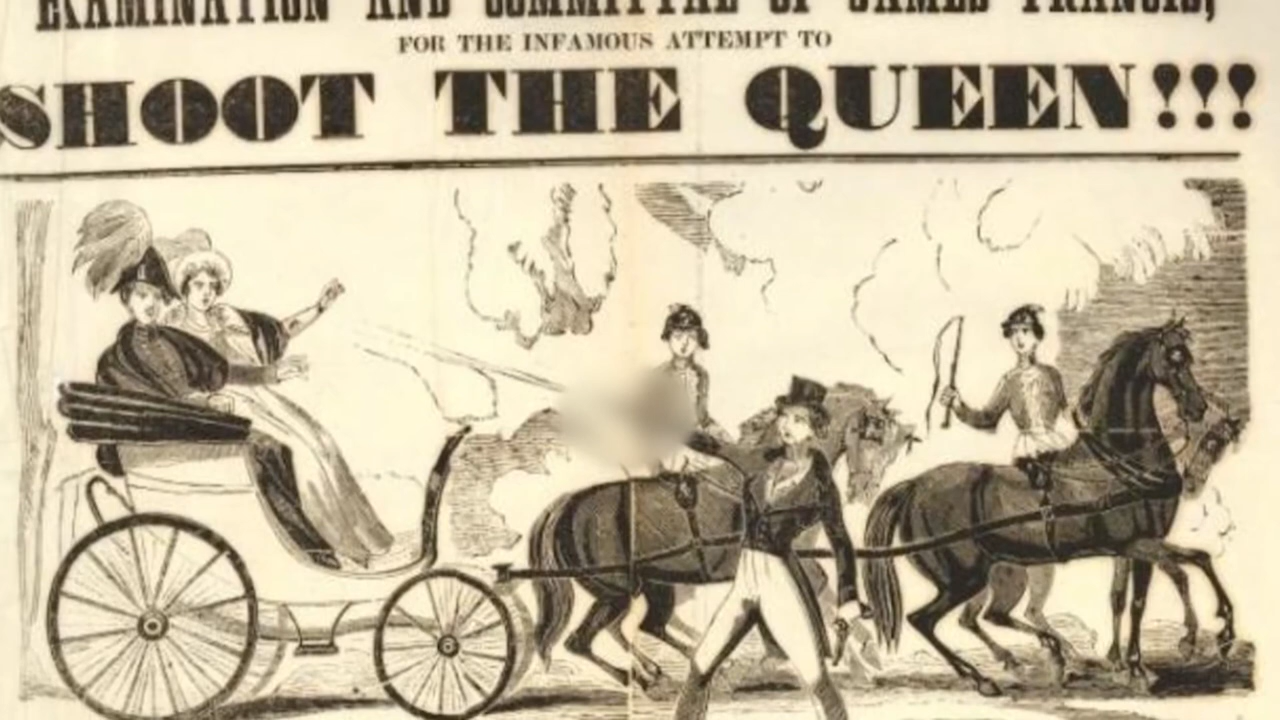 EXAMINATION AND COMMITTAL OF JAMES FRANCIS,
FOR THE INFAMOUS ATTEMPT TO
SHOOT THE QUEEN!!!